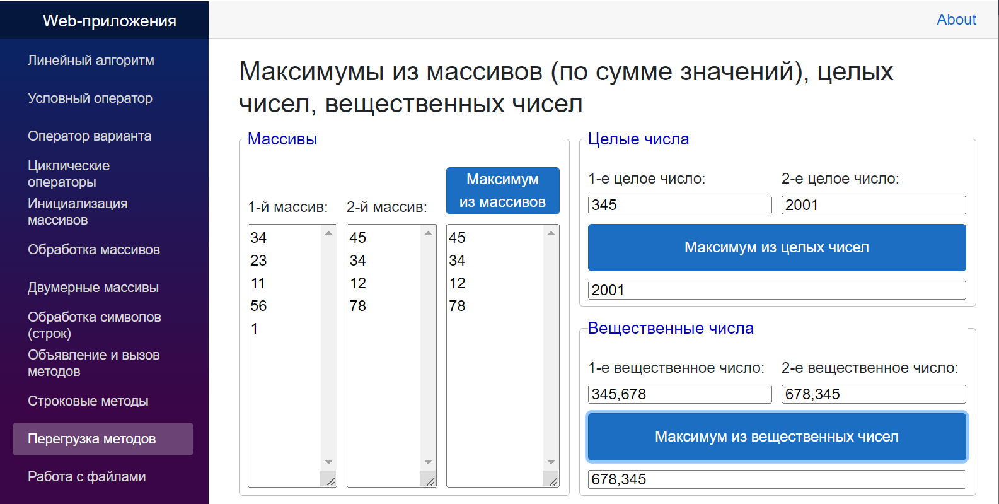 Web-приложения
About
Линейный алгоритм
Условный оператор
Оператор варианта
Циклические
операторы
Инициализация
массивов
Обработка массивов
Двумерные массивы
Обработка символов
(строк)
Объявление и вызов
методов
Строковые методы
Перегрузка методов
Работа с файлами
Максимумы из массивов (по сумме значений), целых
чисел, вещественных чисел
Массивы
1-й массив:
2-й массив:
Максимум
из массивов
34
23
11
56
1
45
34
12
78
45
34
12
78
Целые числа
1-е целое число:
2-е целое число:
345
2001
Максимум из целых чисел
2001
Вещественные числа
1-е вещественное число:
2-е вещественное число:
345,678
678,345
Максимум из вещественных чисел
678,345